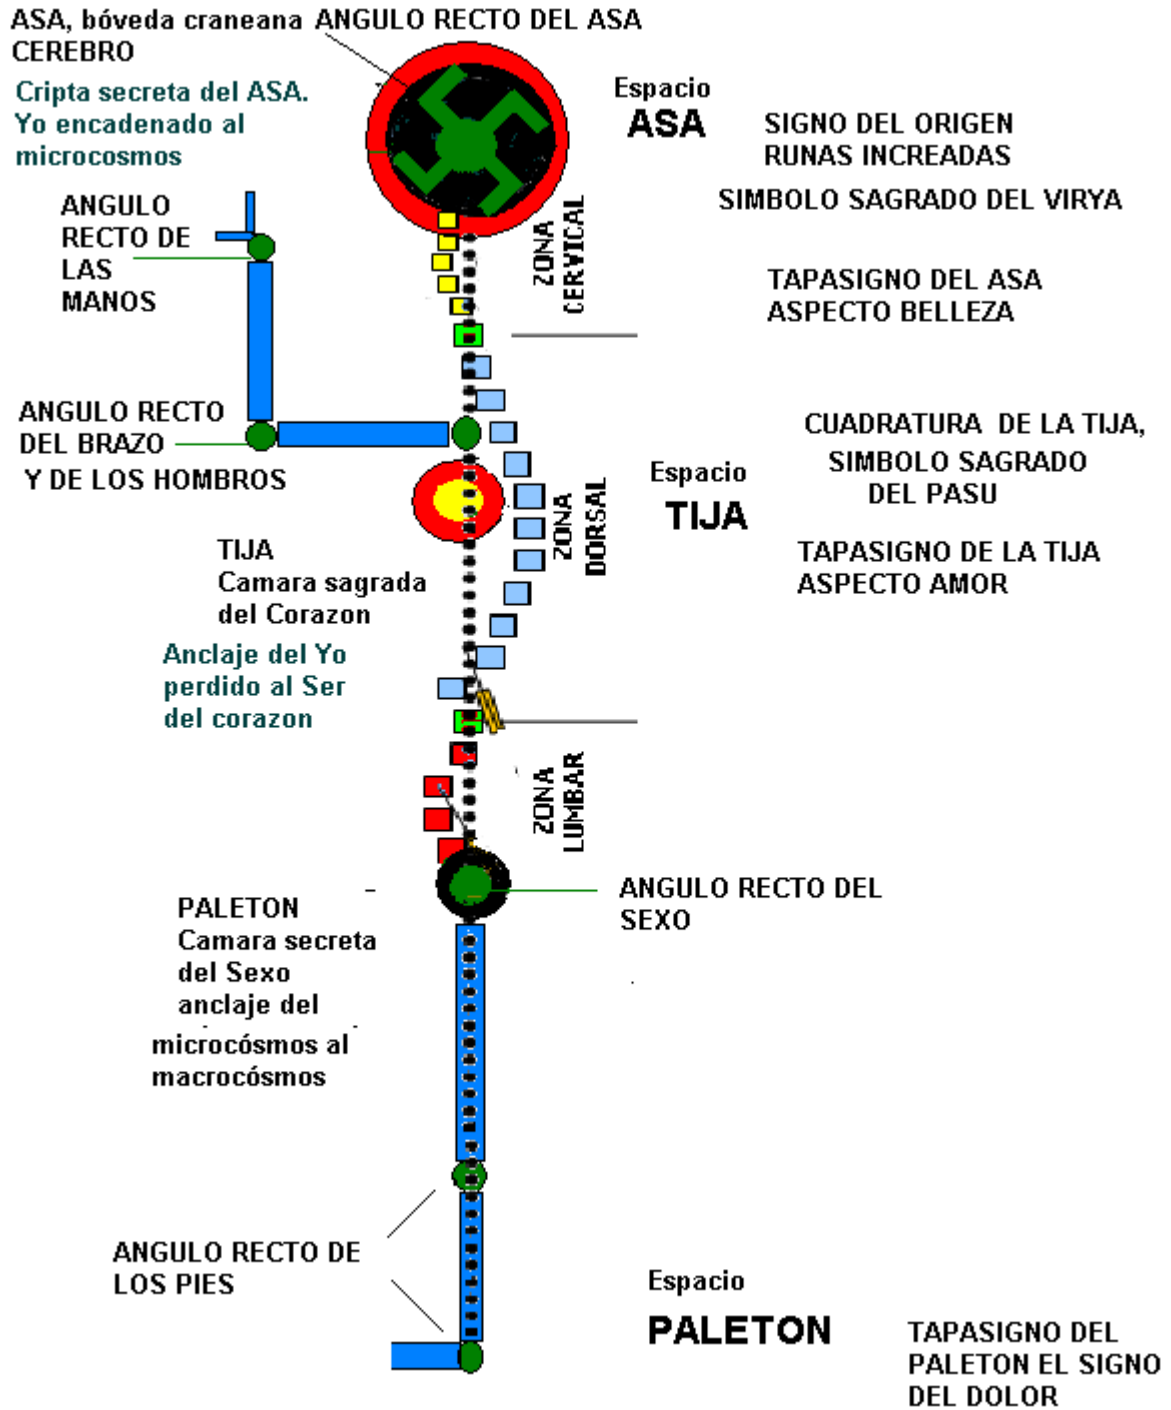 ASA, bóveda craneana ANGULO RECTO DEL ASA
CEREBRO
Cripta secreta del ASA.
Yo encadenado al
microcosmos
Espacio
ASA
SIGNO DEL ORIGEN
RUNAS INCREADAS
SIMBOLO SAGRADO DEL VIRYA
ANGULO
RECTO DE
LAS
MANOS
ZONA
CERVICAL
TAPASIGNO DEL ASA
ASPECTO BELLEZA
ANGULO RECTO
DEL BRAZO
Y DE LOS HOMBROS
CUADRATURA DE LA TIJA,
SIMBOLO SAGRADO
DEL PASU
Espacio
TIJA
ZONA
DORSAL
TAPASIGNO DE LA TIJA
ASPECTO AMOR
TIJA
Camara sagrada
del Corazon
Anclaje del Yo
perdido al Ser
del corazon
ZONA
LUMBAR
ANGULO RECTO DEL
SEXO
PALETON
Camara secreta
del Sexo
anclaje del
microcósmos al
macrocósmos
ANGULO RECTO DE
LOS PIES
Espacio
PALETON
TAPASIGNO DEL
PALETON EL SIGNO
DEL DOLOR